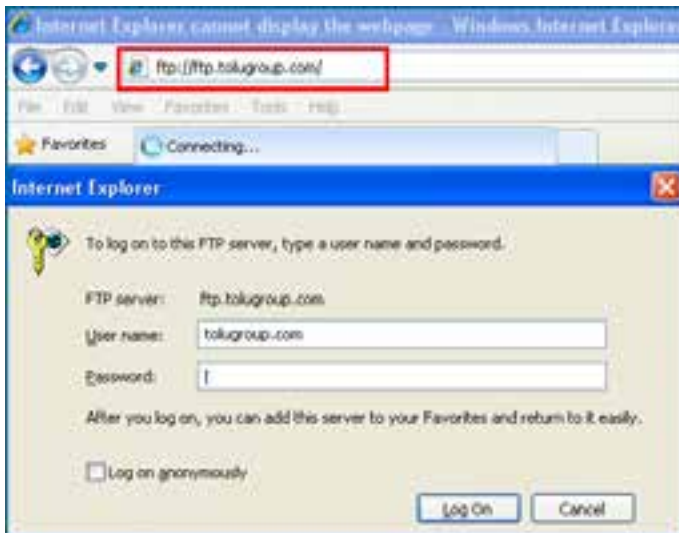 Internet Explorer cannot display the webpage - Windows Internet Explorer
ftp://ftp.tolugroup.com/
File Edit View Favorites Tools Help
Favorites Connecting...
Internet Explorer
To log on to this FTP server, type a user name and password.
FTP server: ftp.tolugroup.com
User name: tolugroup.com
Password:
After you log on, you can add this server to your Favorites and return to it easily.
Log on anonymously
Log On Cancel